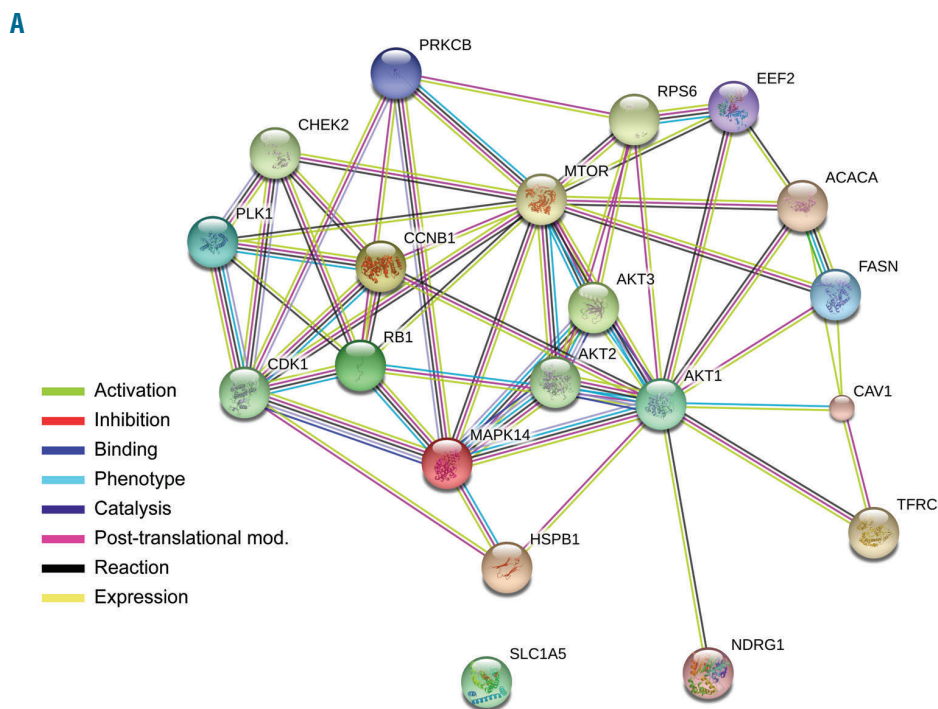 A
PRKCB
RPS6
EEF2
CHEK2
MTOR
ACACA
PLK1
CCNB1
FASN
AKT3
RB1
AKT2
CDK1
AKT1
CAV1
MAPK14
TFRC
HSPB1
NDRG1
SLC1A5
Activation
Inhibition
Binding
Phenotype
Catalysis
Post-translational mod.
Reaction
Expression